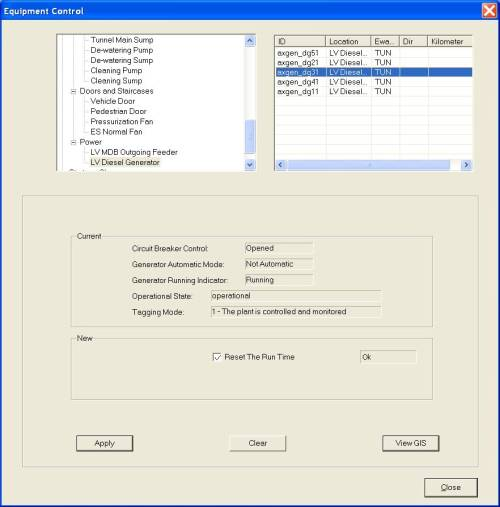 Equipment Control
Tunnel Main Sump
De-watering Pump
De-watering Sump
Cleaning Pump
Cleaning Sump
Doors and Staircases
Vehicle Door
Pedestrian Door
Pressurization Fan
ES Normal Fan
Power
LV MDB Outgoing Feeder
LV Diesel Generator
ID Location Ewa... Dir Kilometer
axgen_dg51 LV Diesel... TUN
axgen_dg21 LV Diesel... TUN
axgen_dg31 LV Diesel... TUN
axgen_dg41 LV Diesel... TUN
axgen_dg11 LV Diesel... TUN
Current
Circuit Breaker Control: Opened
Generator Automatic Mode: Not Automatic
Generator Running Indicator: Running
Operational State: operational
Tagging Mode: 1 - The plant is controlled and monitored
New
Reset The Run Time Ok
Apply Clear View GIS
Close